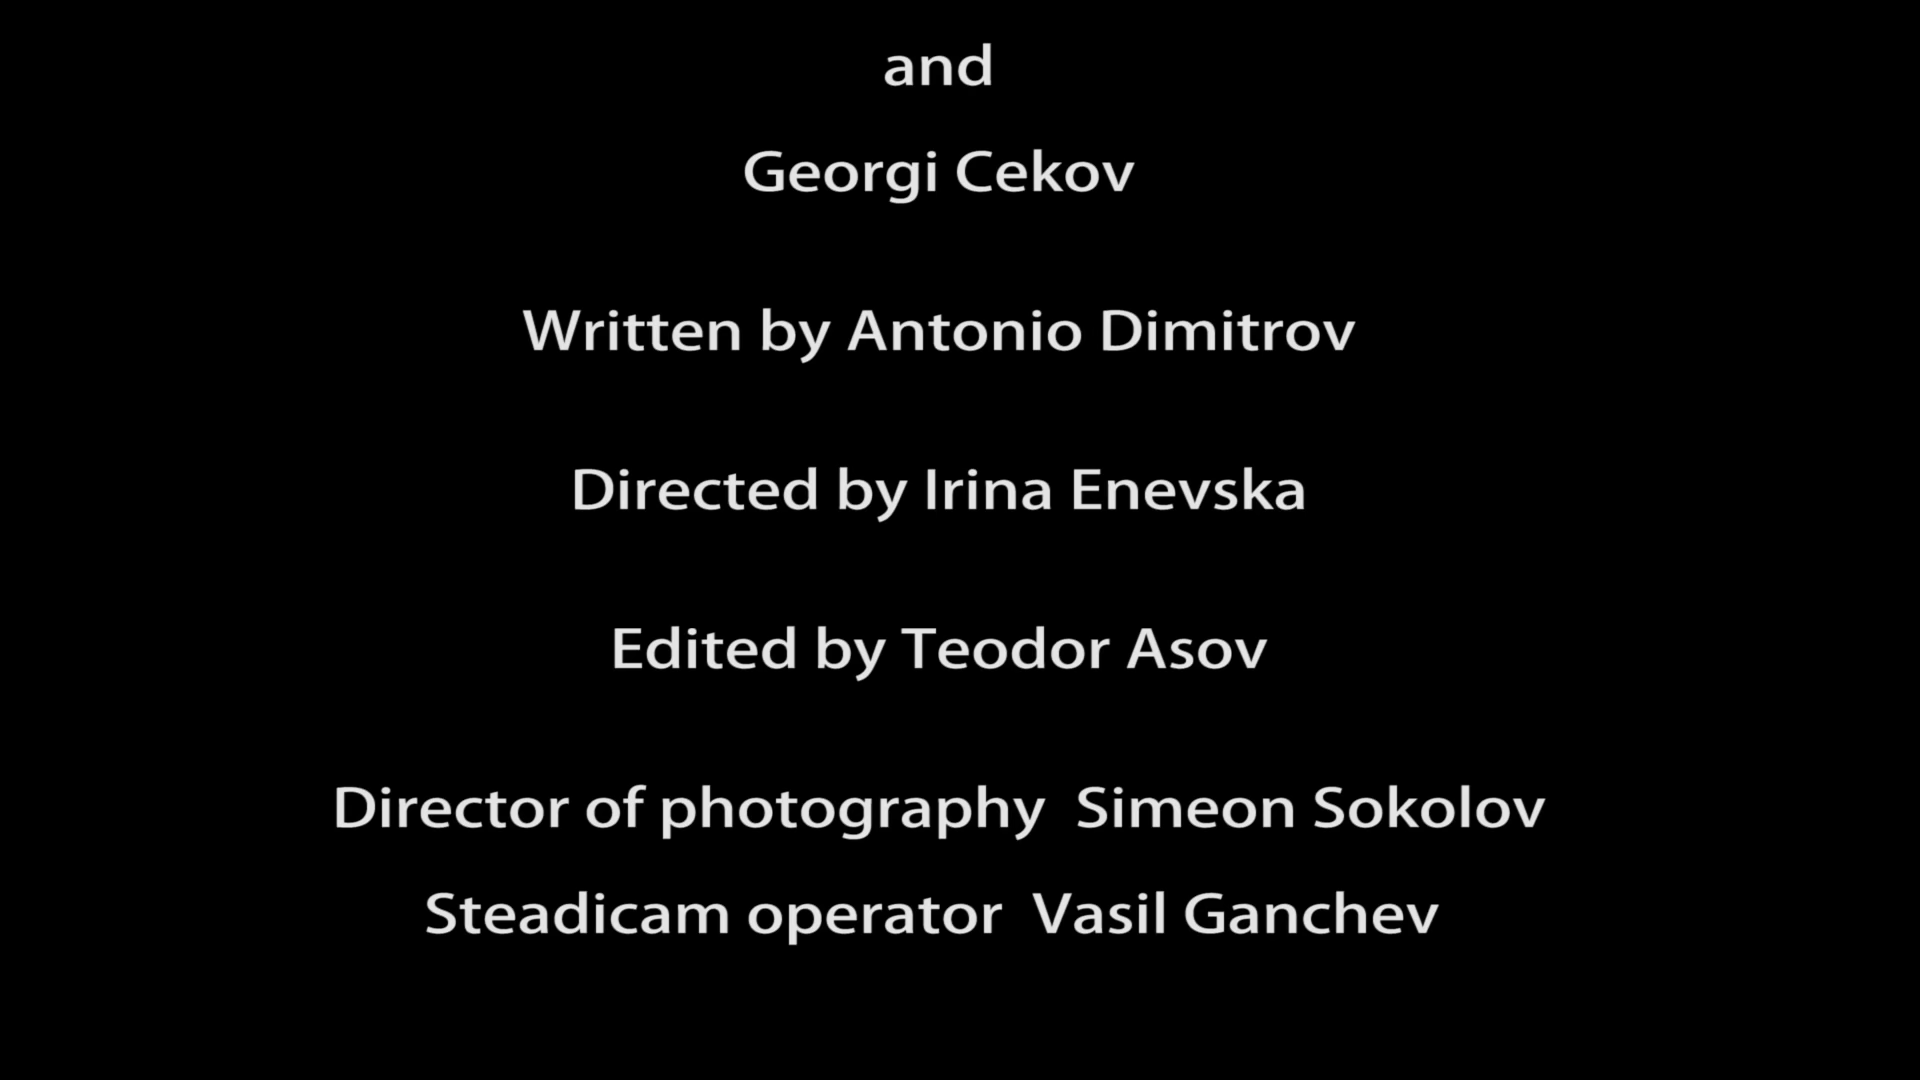 and
Georgi Cekov
Written by Antonio Dimitrov
Directed by Irina Enevska
Edited by Teodor Asov
Director of photography  Simeon Sokolov
Steadicam operator  Vasil Ganchev